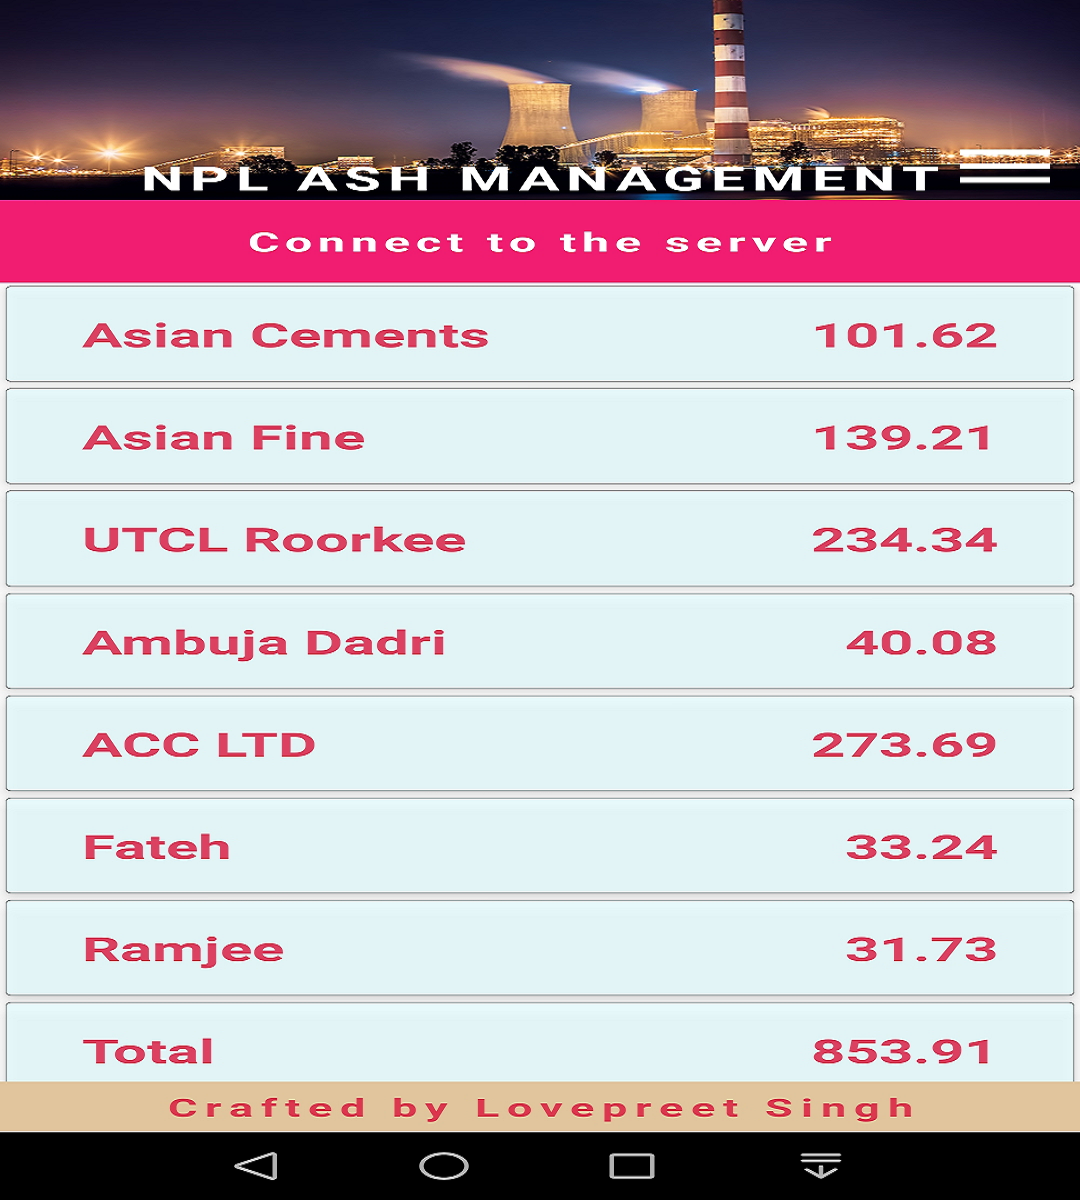 NPL ASH MANAGEMENT
Connect to the server
Asian Cements 101.62
Asian Fine 139.21
UTCL Roorkee 234.34
Ambuja Dadri 40.08
ACC LTD 273.69
Fateh 33.24
Ramjee 31.73
Total 853.91
Crafted by Lovepreet Singh